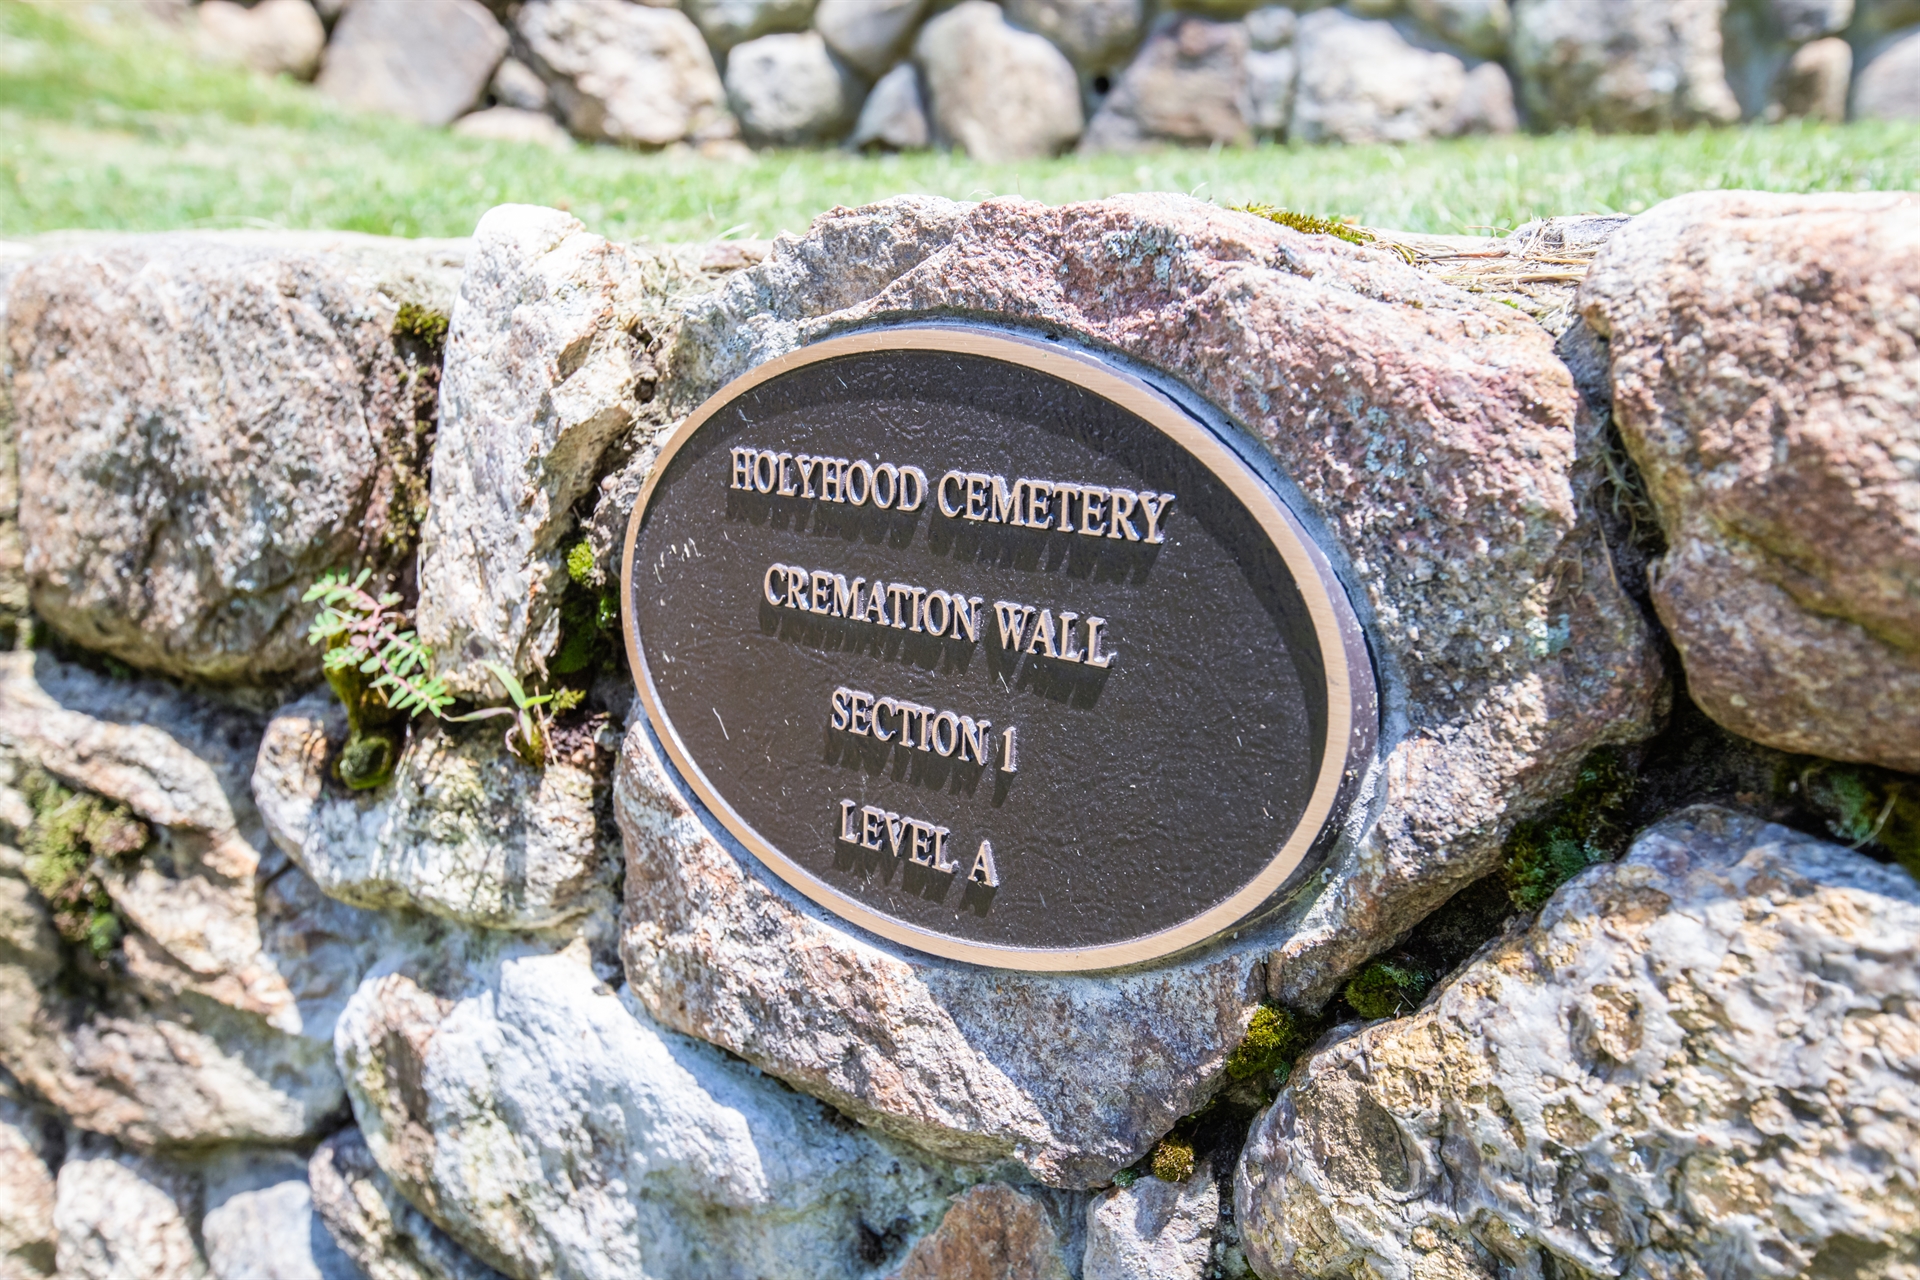 HOLYHOOD CEMETERY
CREMATION WALL
SECTION 1
LEVEL A